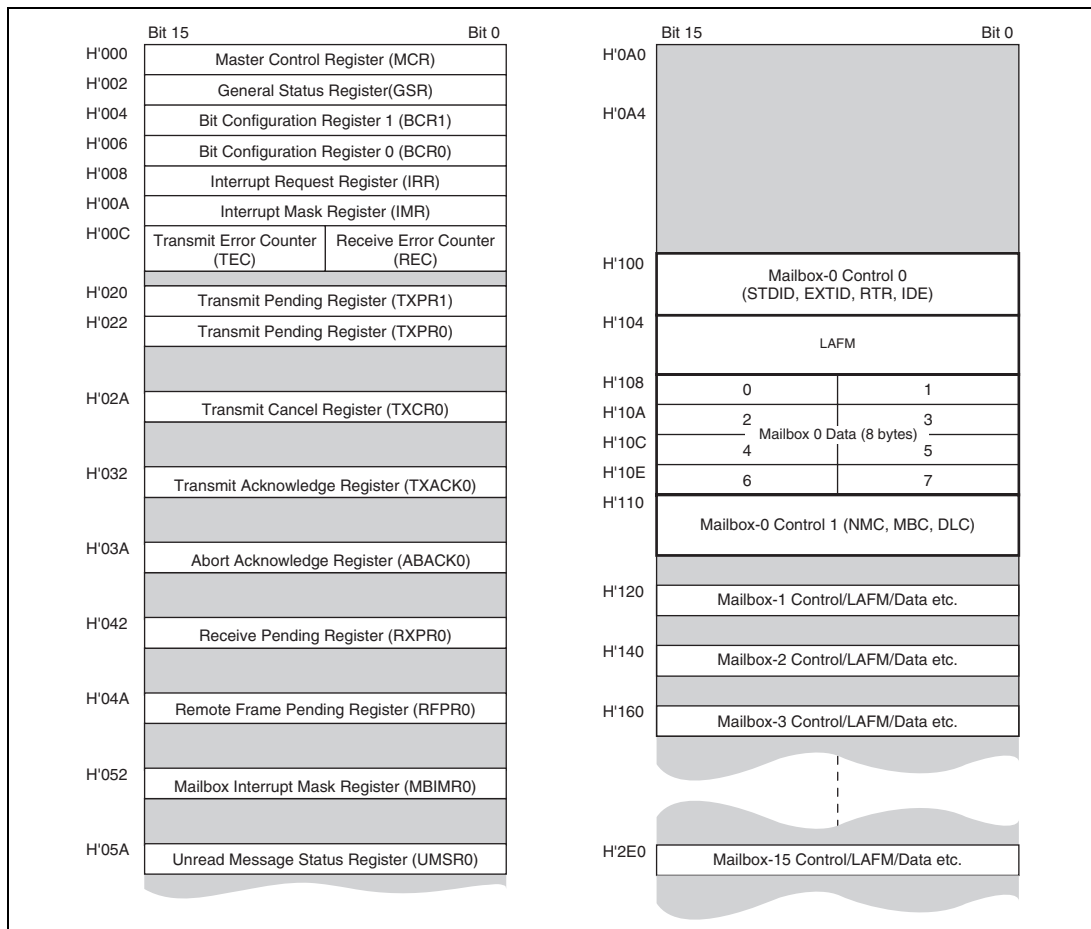 Bit 15 Bit 0
H'000 Master Control Register (MCR)
H'002 General Status Register(GSR)
H'004 Bit Configuration Register 1 (BCR1)
H'006 Bit Configuration Register 0 (BCR0)
H'008 Interrupt Request Register (IRR)
H'00A Interrupt Mask Register (IMR)
H'00C Transmit Error Counter (TEC) Receive Error Counter (REC)
H'020 Transmit Pending Register (TXPR1)
H'022 Transmit Pending Register (TXPR0)
H'02A Transmit Cancel Register (TXCR0)
H'032 Transmit Acknowledge Register (TXACK0)
H'03A Abort Acknowledge Register (ABACK0)
H'042 Receive Pending Register (RXPR0)
H'04A Remote Frame Pending Register (RFPR0)
H'052 Mailbox Interrupt Mask Register (MBIMR0)
H'05A Unread Message Status Register (UMSR0)
Bit 15 Bit 0
H'0A0
H'0A4
H'100 Mailbox-0 Control 0
(STDID, EXTID, RTR, IDE)
H'104 LAFM
H'108 0 1
H'10A 2 3
Mailbox 0 Data (8 bytes)
H'10C 4 5
H'10E 6 7
H'110 Mailbox-0 Control 1 (NMC, MBC, DLC)
H'120 Mailbox-1 Control/LAFM/Data etc.
H'140 Mailbox-2 Control/LAFM/Data etc.
H'160 Mailbox-3 Control/LAFM/Data etc.
H'2E0 Mailbox-15 Control/LAFM/Data etc.